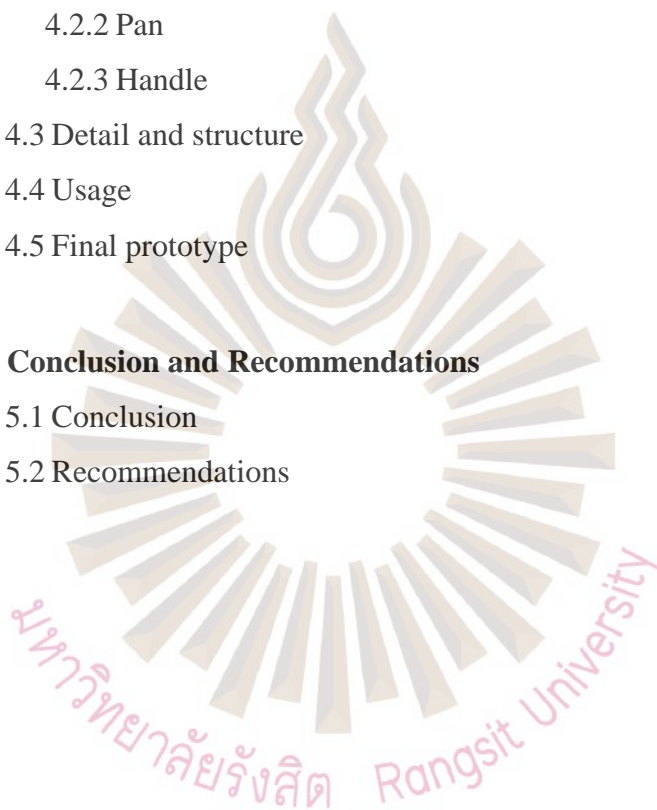 4.2.2 Pan
4.2.3 Handle
4.3 Detail and structure
4.4 Usage
4.5 Final prototype
Conclusion and Recommendations
5.1 Conclusion
5.2 Recommendations
มหาวิทยาลัยรังสิต Rangsit University